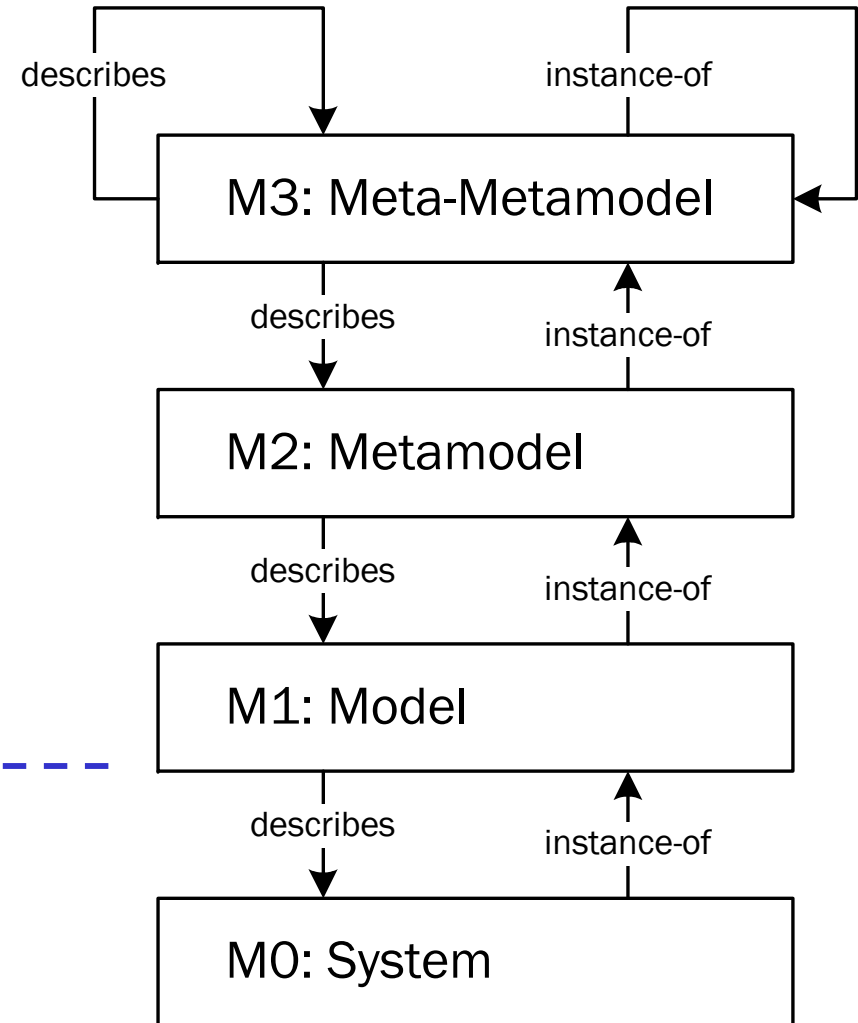 describes
instance-of
M3: Meta-Metamodel
describes
instance-of
M2: Metamodel
describes
instance-of
M1: Model
describes
instance-of
M0: System